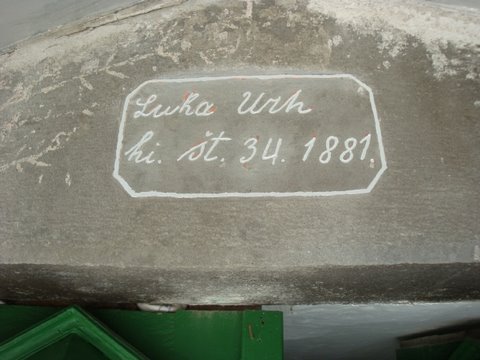 Luka Urh
hi. št. 34. 1881.